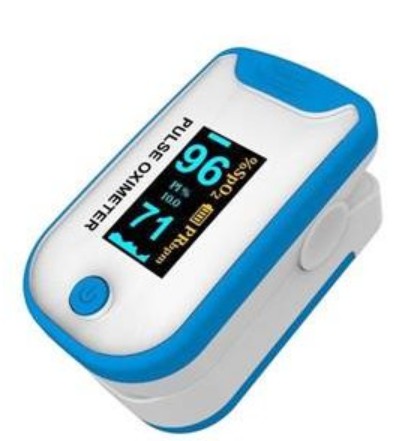 PULSE OXIMETER
%SpO2
96
PI%
10.0
71
PRbpm